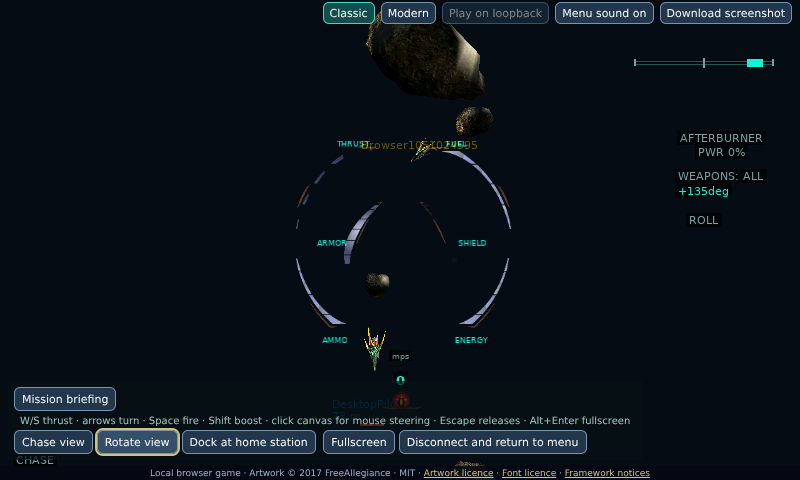 Classic Modern Play on loopback Menu sound on Download screenshot
AFTERBURNER
PWR 0%
THRUST FUEL
WEAPONS: ALL
+135deg
ROLL
ARMOR SHIELD
AMMO ENERGY
mps
0
Mission briefing
W/S thrust · arrows turn · Space fire · Shift boost · click canvas for mouse steering · Escape releases · Alt+Enter fullscreen
Chase view Rotate view Dock at home station Fullscreen Disconnect and return to menu
CHASE
Local browser game · Artwork © 2017 FreeAllegiance · MIT · Artwork licence · Font licence · Framework notices